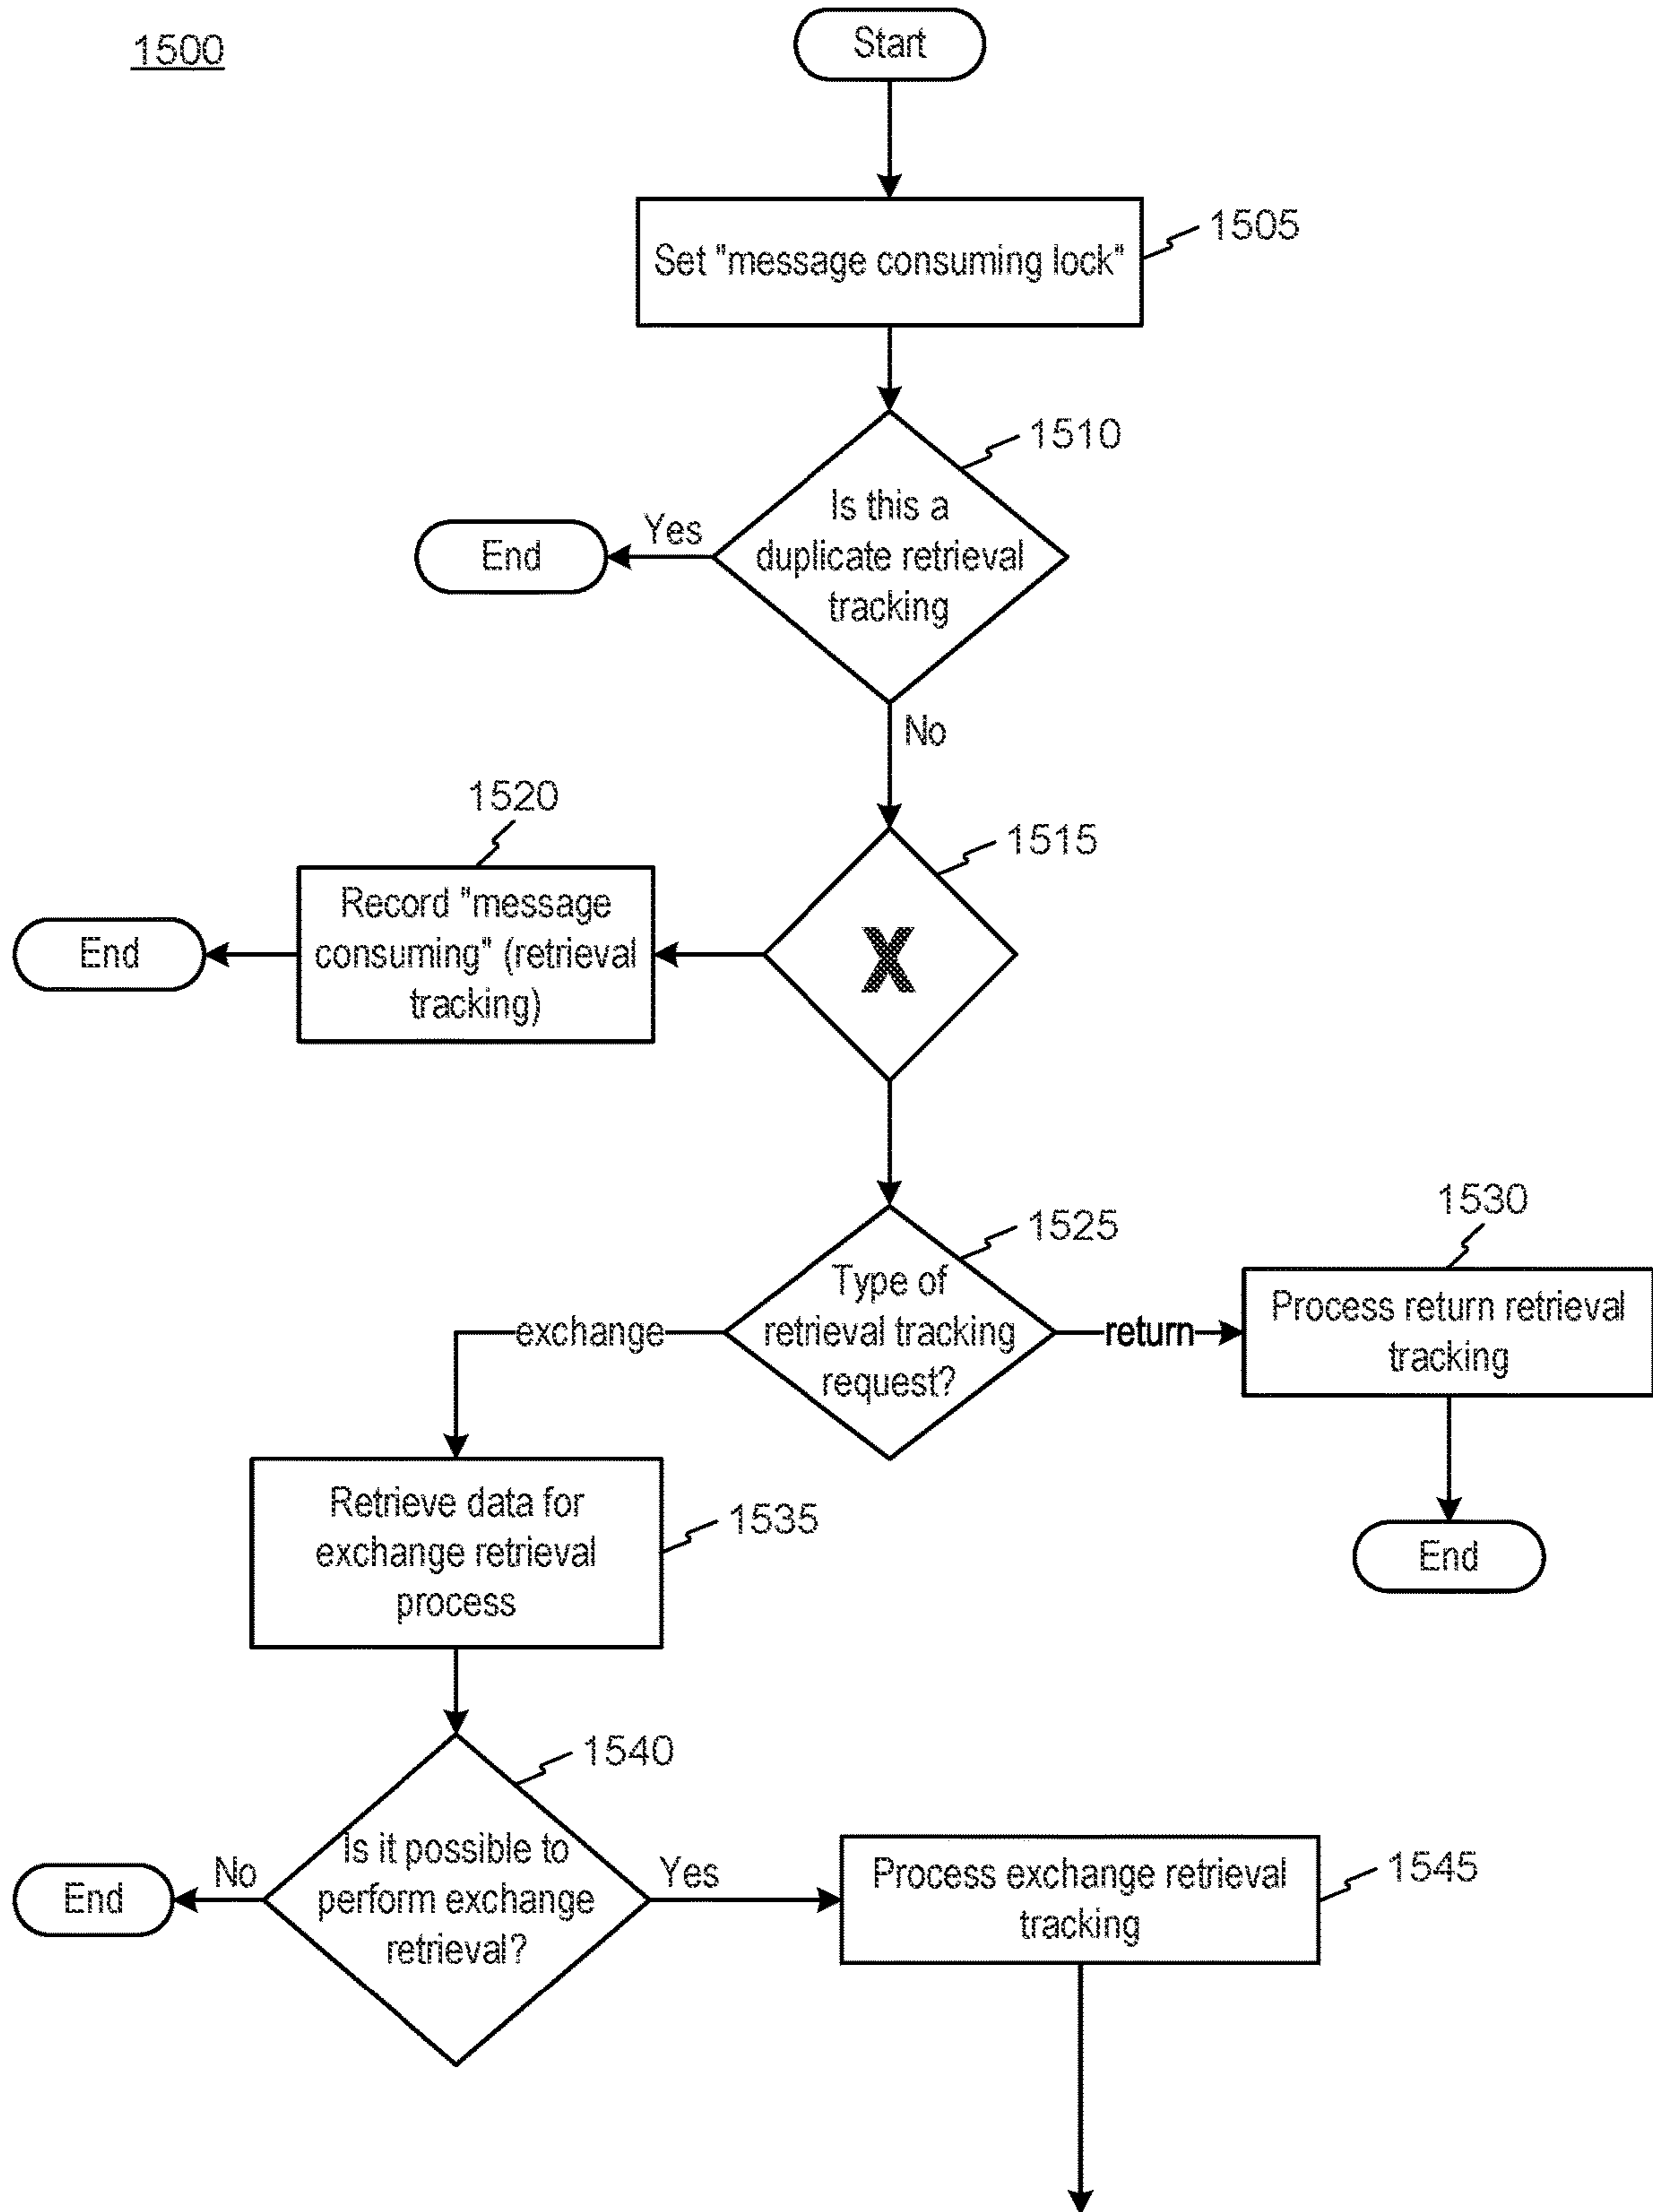 1500
Start
Set "message consuming lock"
1505
1510
Is this a
duplicate retrieval
tracking
Yes
End
No
1520
1515
Record "message
consuming" (retrieval
tracking)
End
X
1525
1530
Type of
retrieval tracking
request?
exchange
return
Process return retrieval
tracking
Retrieve data for
exchange retrieval
process
1535
End
1540
Is it possible to
perform exchange
retrieval?
No
End
Yes
Process exchange retrieval
tracking
1545